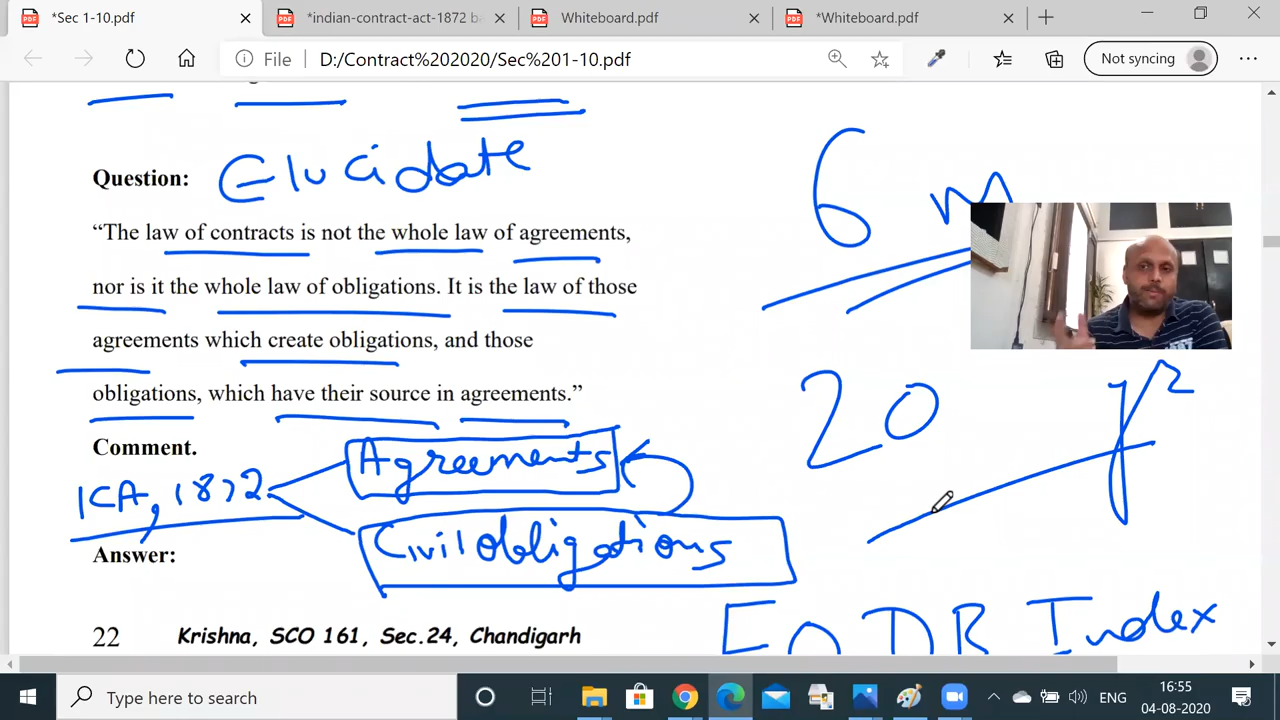 *Sec 1-10.pdf
*indian-contract-act-1872 ba
Whiteboard.pdf
*Whiteboard.pdf
File
D:/Contract%202020/Sec%201-10.pdf
Not syncing
Question: Elucidate
“The law of contracts is not the whole law of agreements,
nor is it the whole law of obligations. It is the law of those
agreements which create obligations, and those
obligations, which have their source in agreements.”
Comment.
Agreements
ICA, 1872
Civil obligations
Answer:
6 m
20
EoDB Index
22 Krishna, SCO 161, Sec.24, Chandigarh
Type here to search
ENG
16:55
04-08-2020